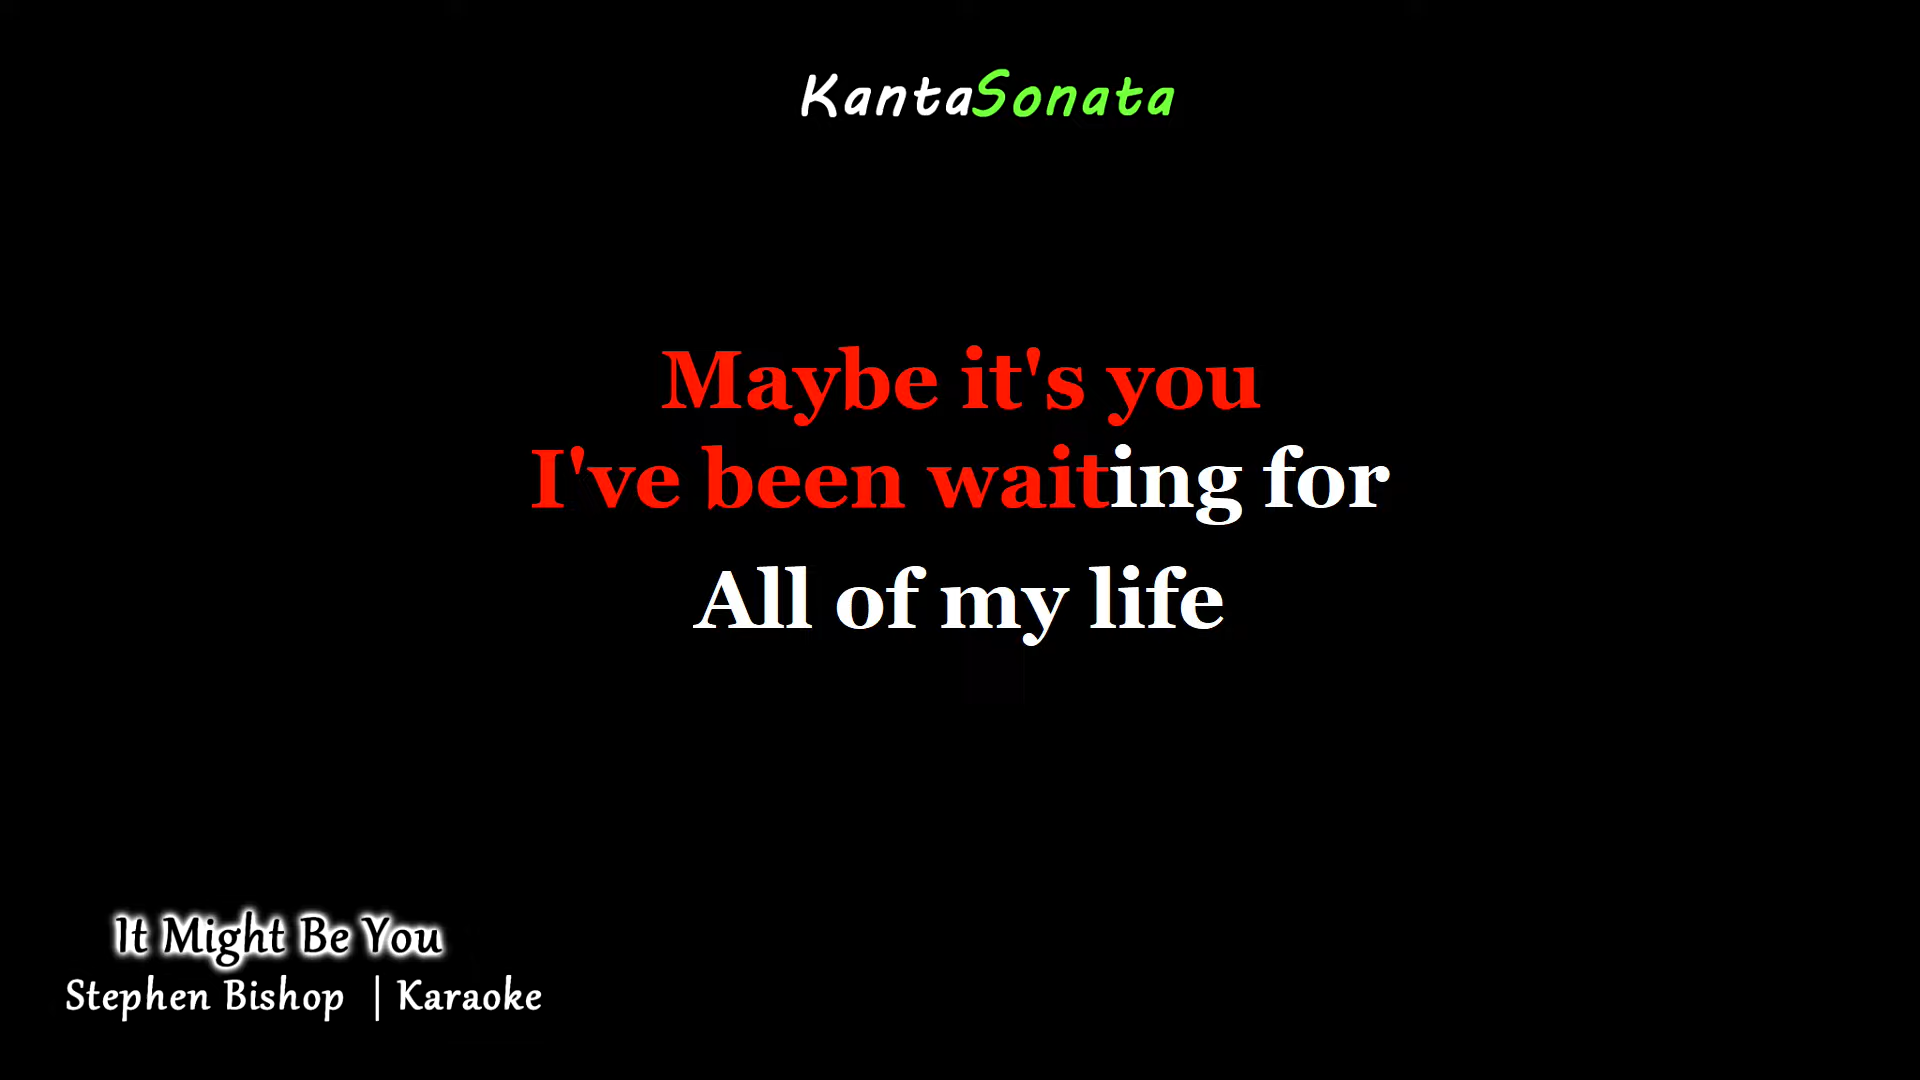 KantaSonata
Maybe it's you
I've been waiting for
All of my life
It Might Be You
Stephen Bishop | Karaoke